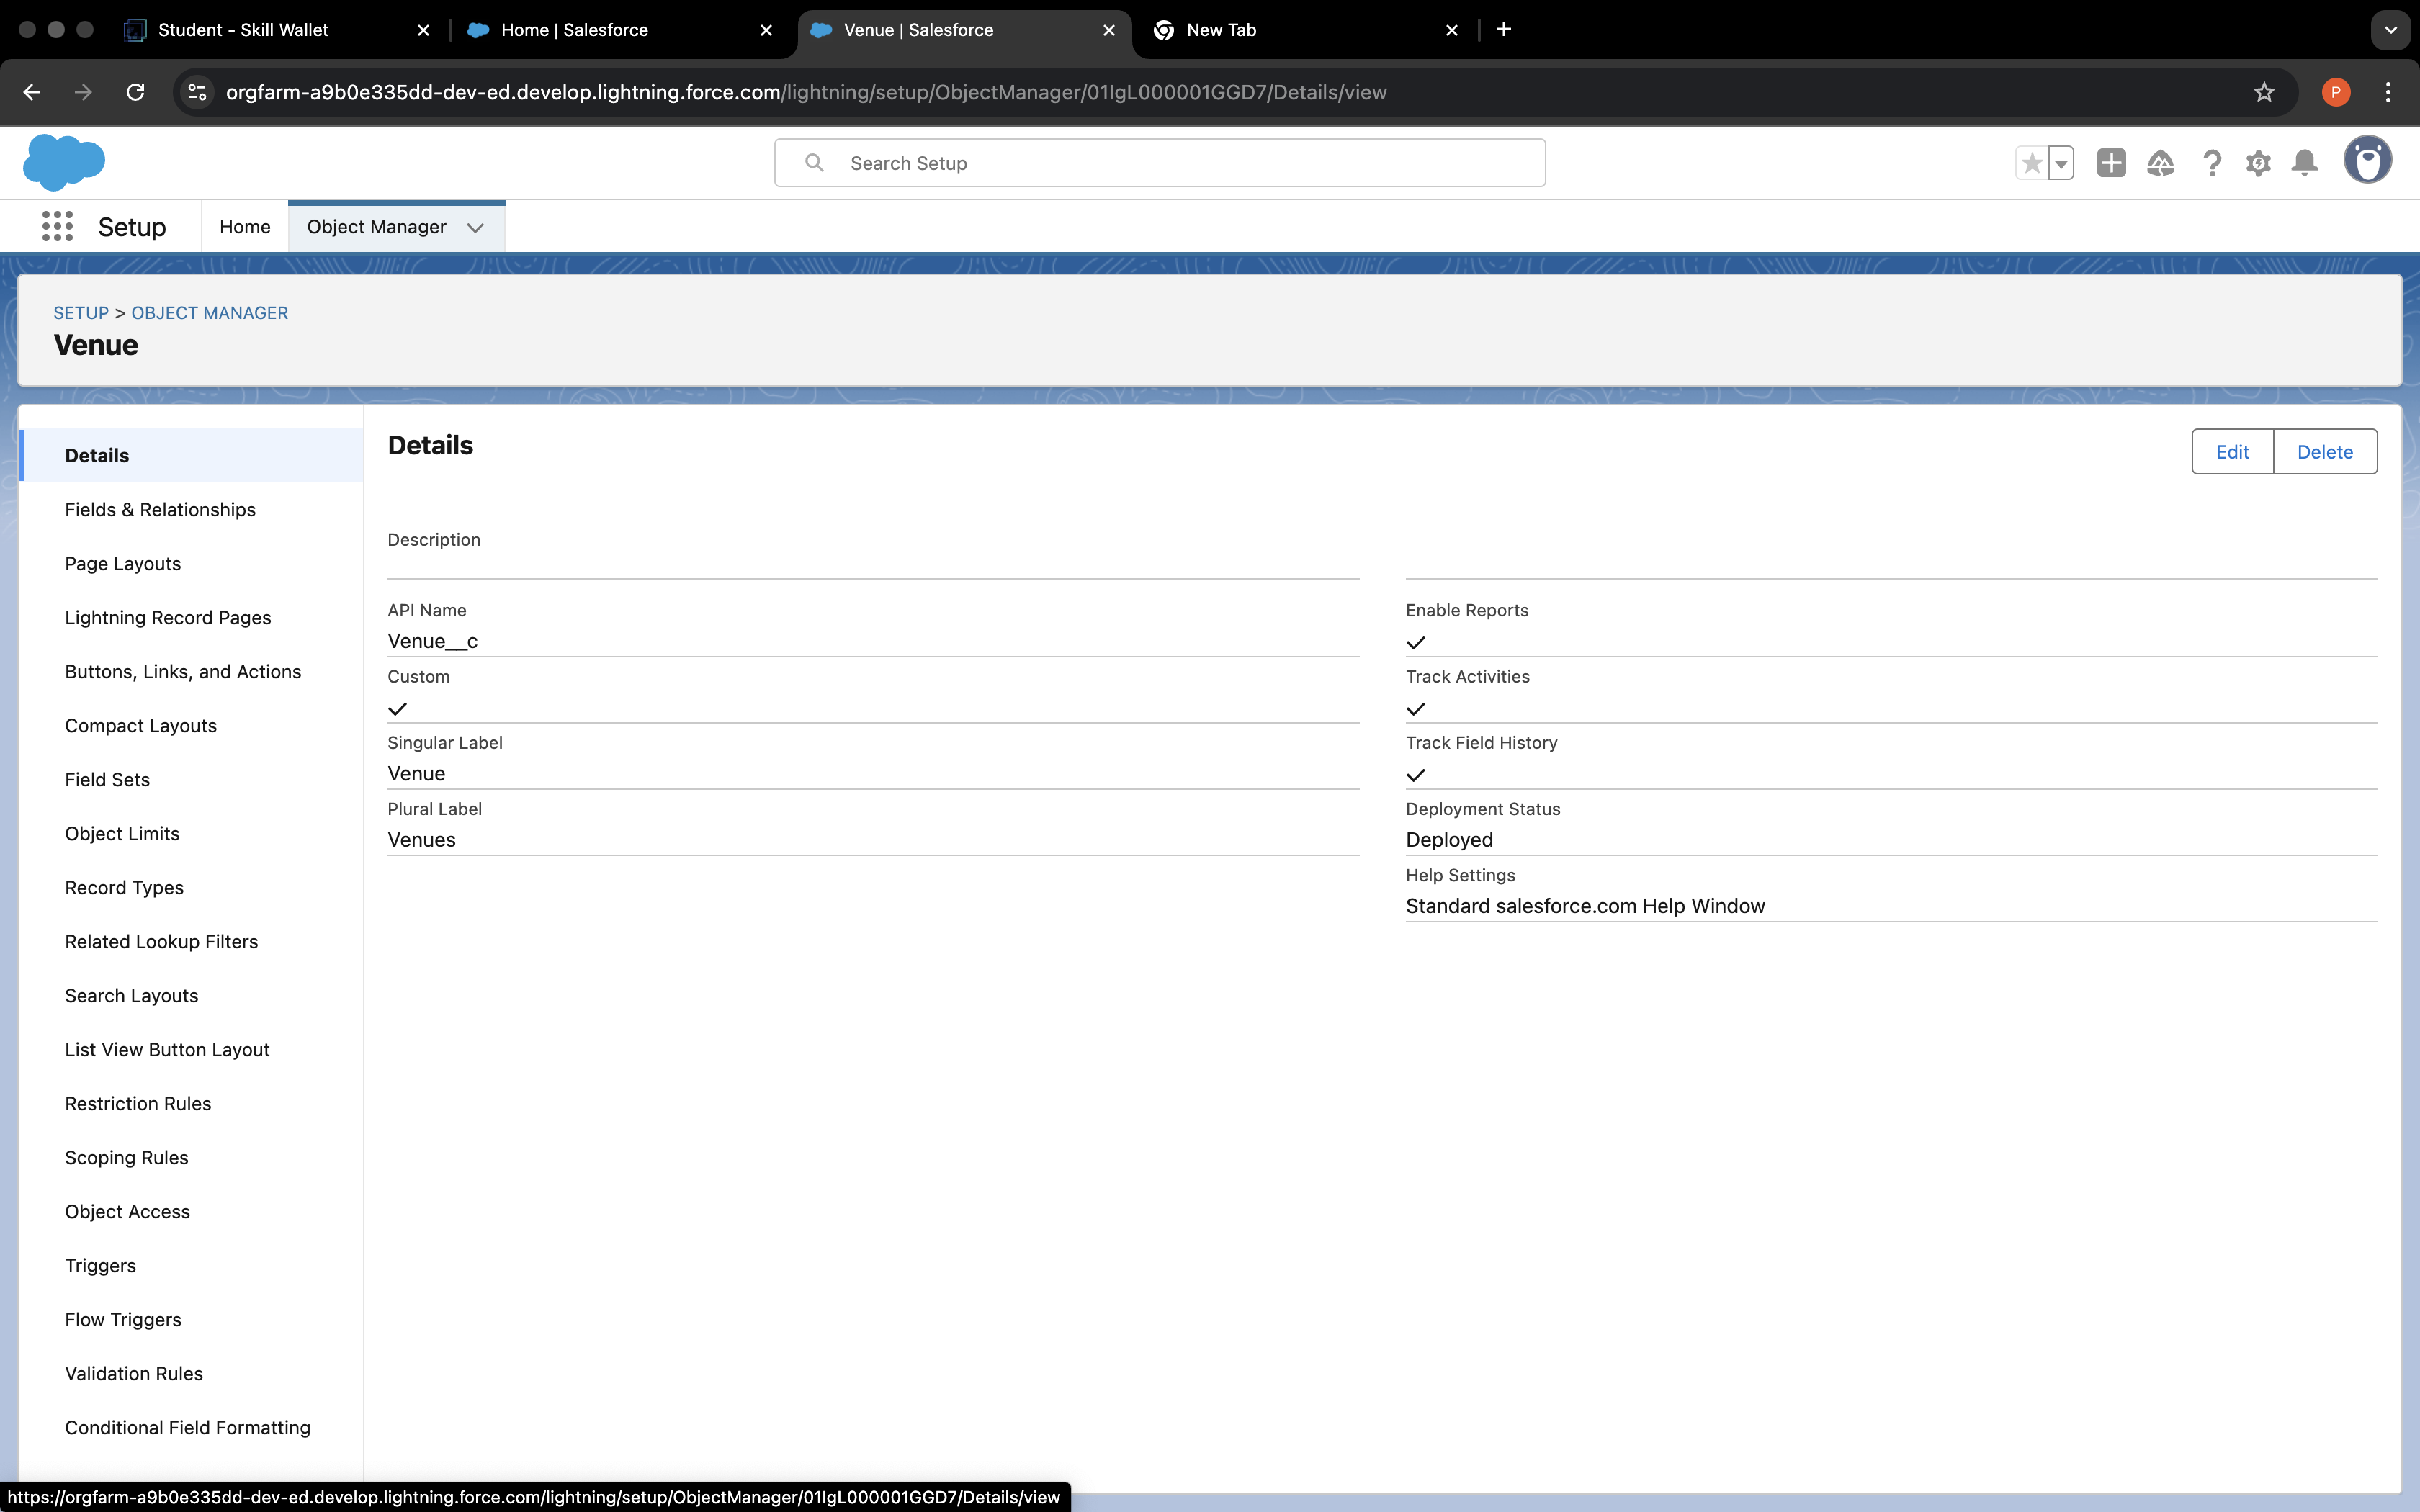 Student - Skill Wallet
Home | Salesforce
Venue | Salesforce
New Tab
orgfarm-a9b0e335dd-dev-ed.develop.lightning.force.com/lightning/setup/ObjectManager/01IgL000001GGD7/Details/view
P
Search Setup
Setup
Home
Object Manager
SETUP > OBJECT MANAGER
Venue
Details
Fields & Relationships
Page Layouts
Lightning Record Pages
Buttons, Links, and Actions
Compact Layouts
Field Sets
Object Limits
Record Types
Related Lookup Filters
Search Layouts
List View Button Layout
Restriction Rules
Scoping Rules
Object Access
Triggers
Flow Triggers
Validation Rules
Conditional Field Formatting
Details
Edit
Delete
Description
API Name
Venue__c
Custom
Singular Label
Venue
Plural Label
Venues
Enable Reports
Track Activities
Track Field History
Deployment Status
Deployed
Help Settings
Standard salesforce.com Help Window
https://orgfarm-a9b0e335dd-dev-ed.develop.lightning.force.com/lightning/setup/ObjectManager/01IgL000001GGD7/Details/view